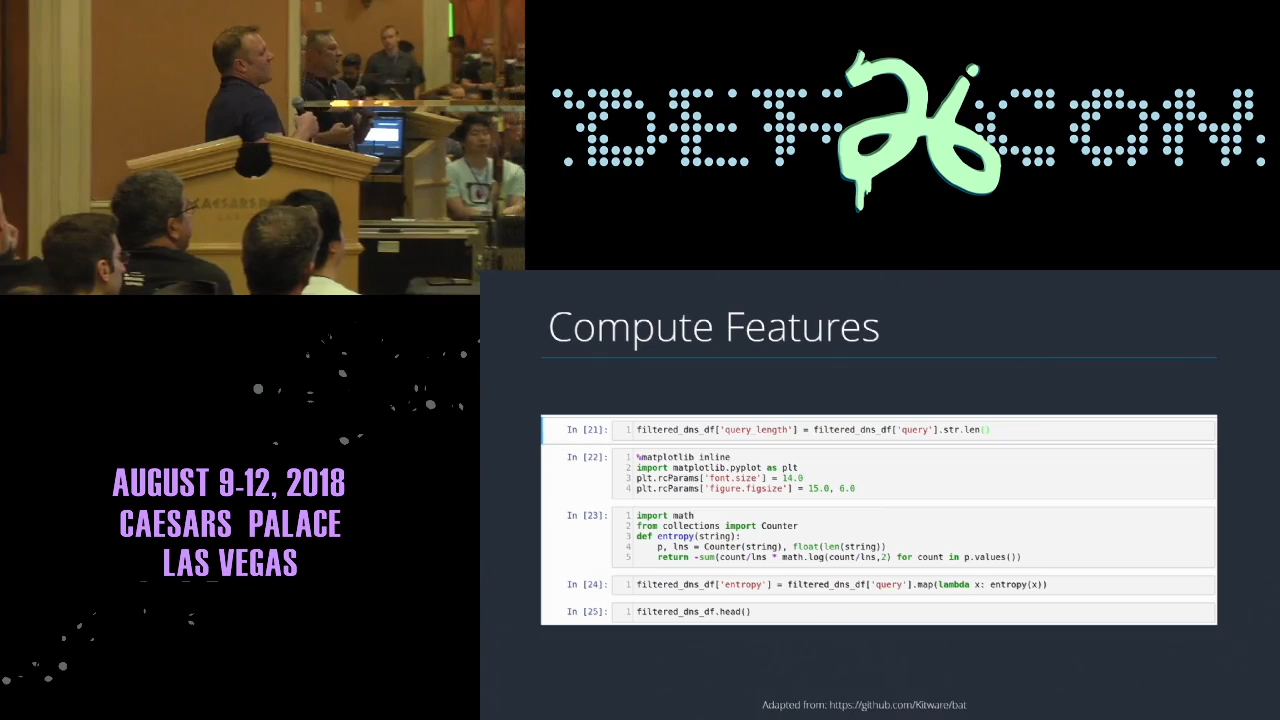 DEF 26 CON
CAESARS
AUGUST 9-12, 2018
CAESARS PALACE
LAS VEGAS
Compute Features
In [21]: 1 filtered_dns_df['query_length'] = filtered_dns_df['query'].str.len()
In [22]: 1 %matplotlib inline
2 import matplotlib.pyplot as plt
3 plt.rcParams['font.size'] = 14.0
4 plt.rcParams['figure.figsize'] = 15.0, 6.0
In [23]: 1 import math
2 from collections import Counter
3 def entropy(string):
4     p, lns = Counter(string), float(len(string))
5     return -sum(count/lns * math.log(count/lns,2) for count in p.values())
In [24]: 1 filtered_dns_df['entropy'] = filtered_dns_df['query'].map(lambda x: entropy(x))
In [25]: 1 filtered_dns_df.head()
Adapted from: https://github.com/Kitware/bat